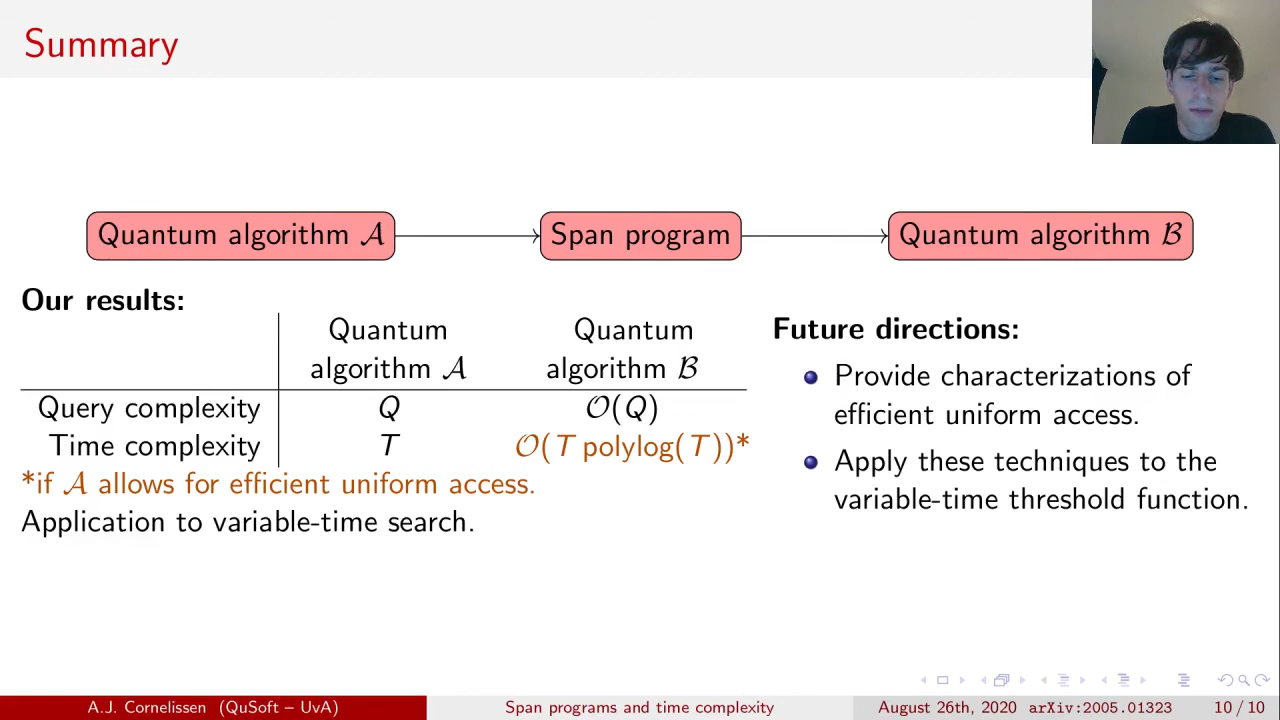 Summary
Quantum algorithm 𝒜
Span program
Quantum algorithm ℬ
Our results:
Quantum algorithm 𝒜
Quantum algorithm ℬ
Query complexity Q 𝒪(Q)
Time complexity T 𝒪(T polylog(T))*
*if 𝒜 allows for efficient uniform access.
Application to variable-time search.
Future directions:
Provide characterizations of
efficient uniform access.
Apply these techniques to the
variable-time threshold function.
A.J. Cornelissen (QuSoft – UvA)
Span programs and time complexity
August 26th, 2020 arXiv:2005.01323
10 / 10